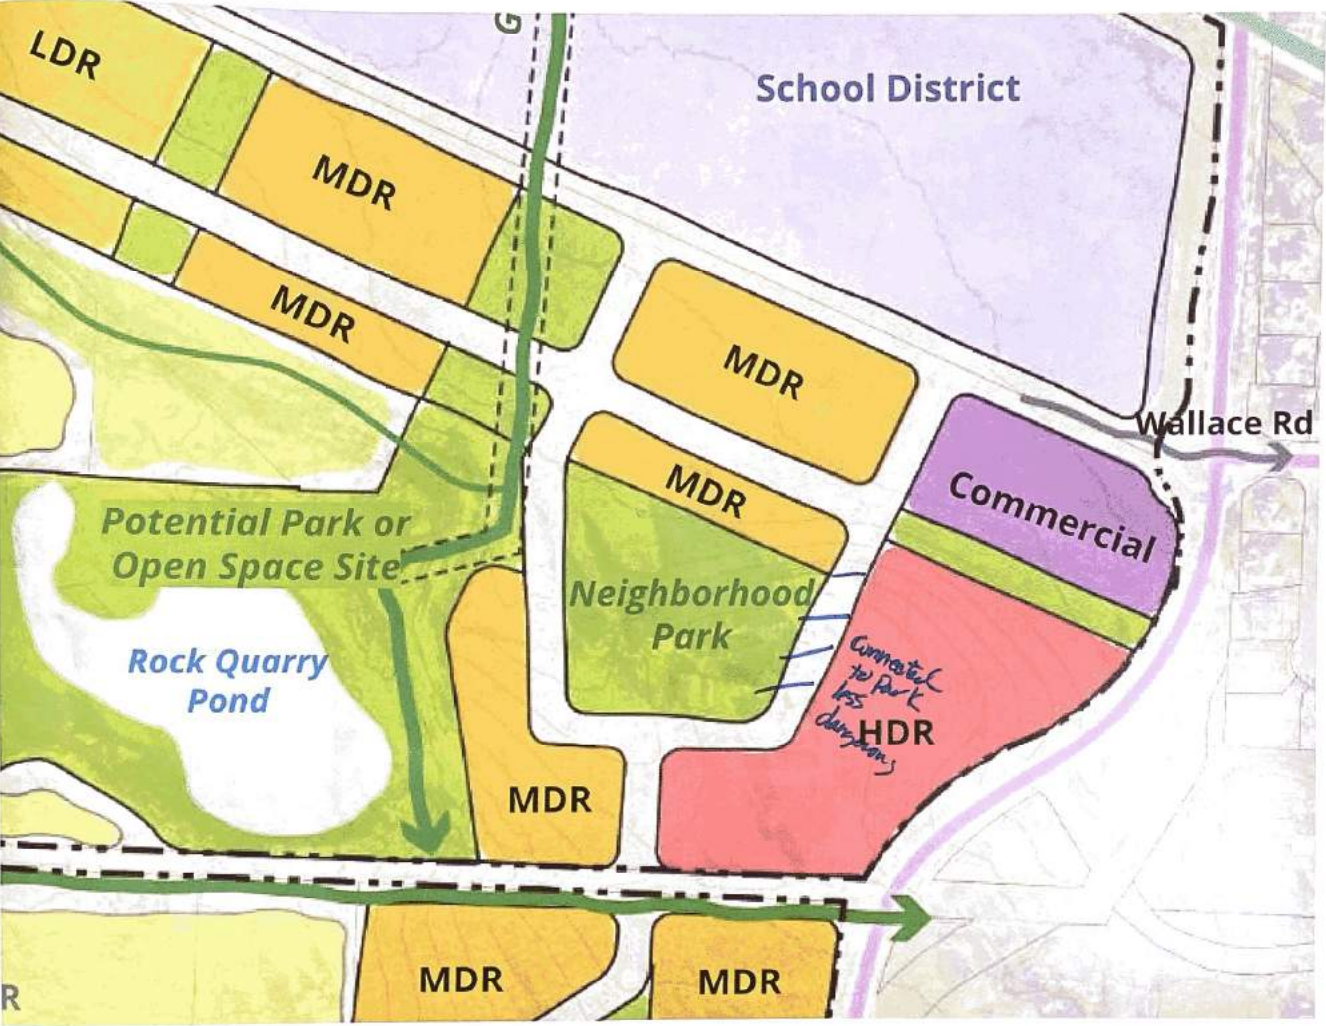 G
School District
LDR
MDR
MDR
MDR
Wallace Rd
MDR
Commercial
Potential Park or
Open Space Site
Neighborhood
Park
Rock Quarry
Pond
Connected
to Park
less
dangerous
HDR
MDR
MDR
MDR
R